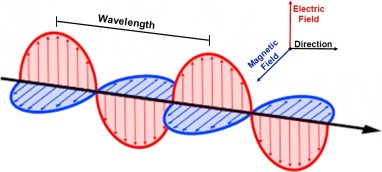 Wavelength
Electric
Field
Magnetic
Field
Direction